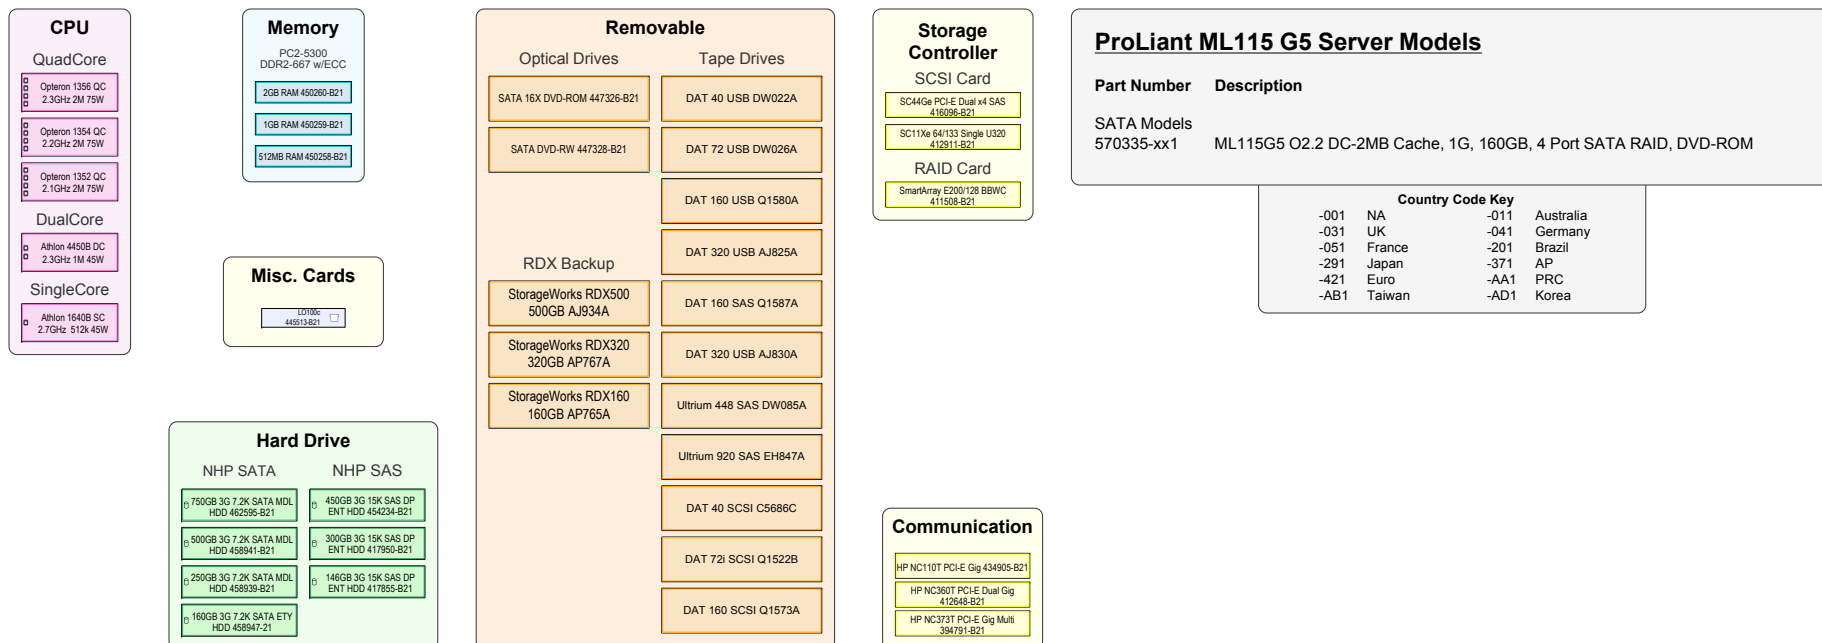 CPU
QuadCore
Opteron 1356 QC
2.3GHz 2M 75W
Opteron 1354 QC
2.2GHz 2M 75W
Opteron 1352 QC
2.1GHz 2M 75W
DualCore
Athlon 4450B DC
2.3GHz 1M 45W
SingleCore
Athlon 1640B SC
2.7GHz 512k 45W
Memory
PC2-5300
DDR2-667 w/ECC
2GB RAM 450260-B21
1GB RAM 450259-B21
512MB RAM 450258-B21
Misc. Cards
LO100c
445513-B21
Hard Drive
NHP SATA
750GB 3G 7.2K SATA MDL
HDD 462595-B21
500GB 3G 7.2K SATA MDL
HDD 458941-B21
250GB 3G 7.2K SATA MDL
HDD 458939-B21
160GB 3G 7.2K SATA ETY
HDD 458947-21
NHP SAS
450GB 3G 15K SAS DP
ENT HDD 454234-B21
300GB 3G 15K SAS DP
ENT HDD 417950-B21
146GB 3G 15K SAS DP
ENT HDD 417855-B21
Removable
Optical Drives
SATA 16X DVD-ROM 447326-B21
SATA DVD-RW 447328-B21
RDX Backup
StorageWorks RDX500
500GB AJ934A
StorageWorks RDX320
320GB AP767A
StorageWorks RDX160
160GB AP765A
Tape Drives
DAT 40 USB DW022A
DAT 72 USB DW026A
DAT 160 USB Q1580A
DAT 320 USB AJ825A
DAT 160 SAS Q1587A
DAT 320 USB AJ830A
Ultrium 448 SAS DW085A
Ultrium 920 SAS EH847A
DAT 40 SCSI C5686C
DAT 72i SCSI Q1522B
DAT 160 SCSI Q1573A
Storage
Controller
SCSI Card
SC44Ge PCI-E Dual x4 SAS
416096-B21
SC11Xe 64/133 Single U320
412911-B21
RAID Card
SmartArray E200/128 BBWC
411508-B21
Communication
HP NC110T PCI-E Gig 434905-B21
HP NC360T PCI-E Dual Gig
412648-B21
HP NC373T PCI-E Gig Multi
394791-B21
ProLiant ML115 G5 Server Models
Part Number Description
SATA Models
570335-xx1 ML115G5 O2.2 DC-2MB Cache, 1G, 160GB, 4 Port SATA RAID, DVD-ROM
Country Code Key
-001 NA -011 Australia
-031 UK -041 Germany
-051 France -201 Brazil
-291 Japan -371 AP
-421 Euro -AA1 PRC
-AB1 Taiwan -AD1 Korea